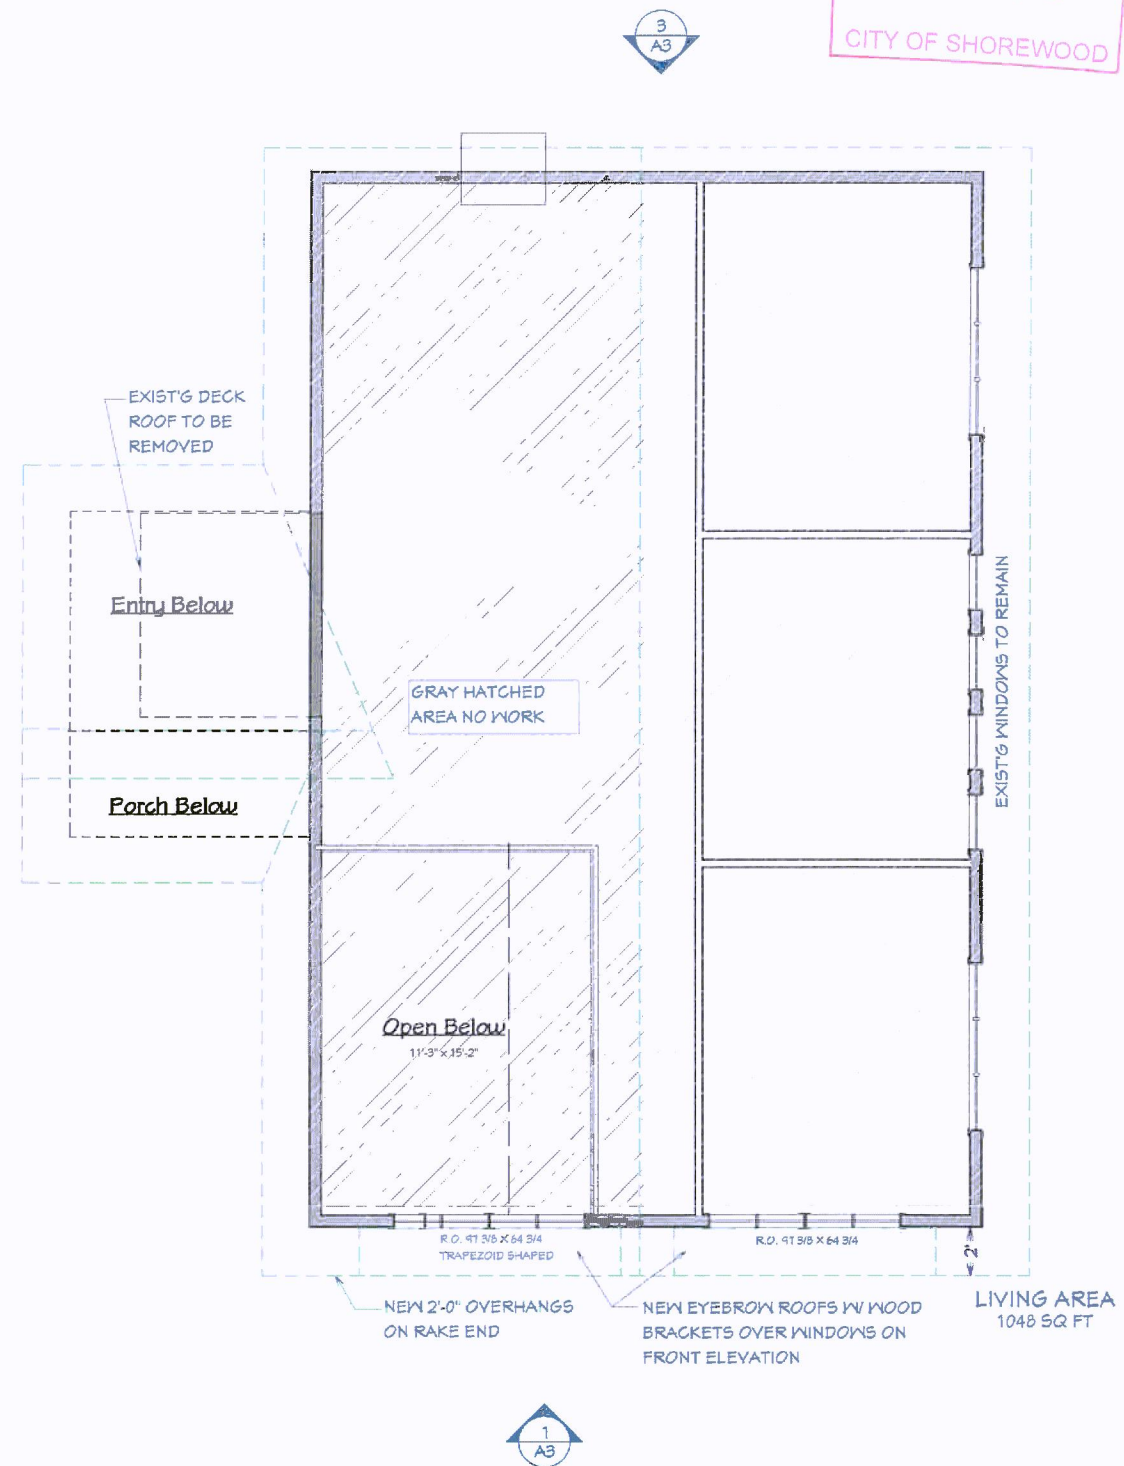 3
A3
CITY OF SHOREWOOD
EXIST'G DECK
ROOF TO BE
REMOVED
Entry Below
EXIST'G WINDOWS TO REMAIN
GRAY HATCHED
AREA NO WORK
Porch Below
Open Below
11'-3" x 15'-2"
R.O. 97 3/8 X 64 3/4
TRAPEZOID SHAPED
R.O. 97 3/8 X 64 3/4
2'
NEW 2'-0" OVERHANGS
ON RAKE END
NEW EYEBROW ROOFS W/ WOOD
BRACKETS OVER WINDOWS ON
FRONT ELEVATION
LIVING AREA
1048 SQ FT
1
A3